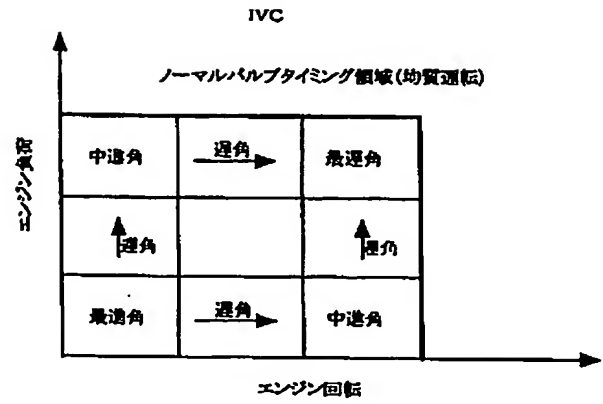 IVC
ノーマルバルブタイミング領域(均質運転)
エンジン負荷
中進角
遅角
最遅角
遅角
遅角
最進角
遅角
中進角
エンジン回転